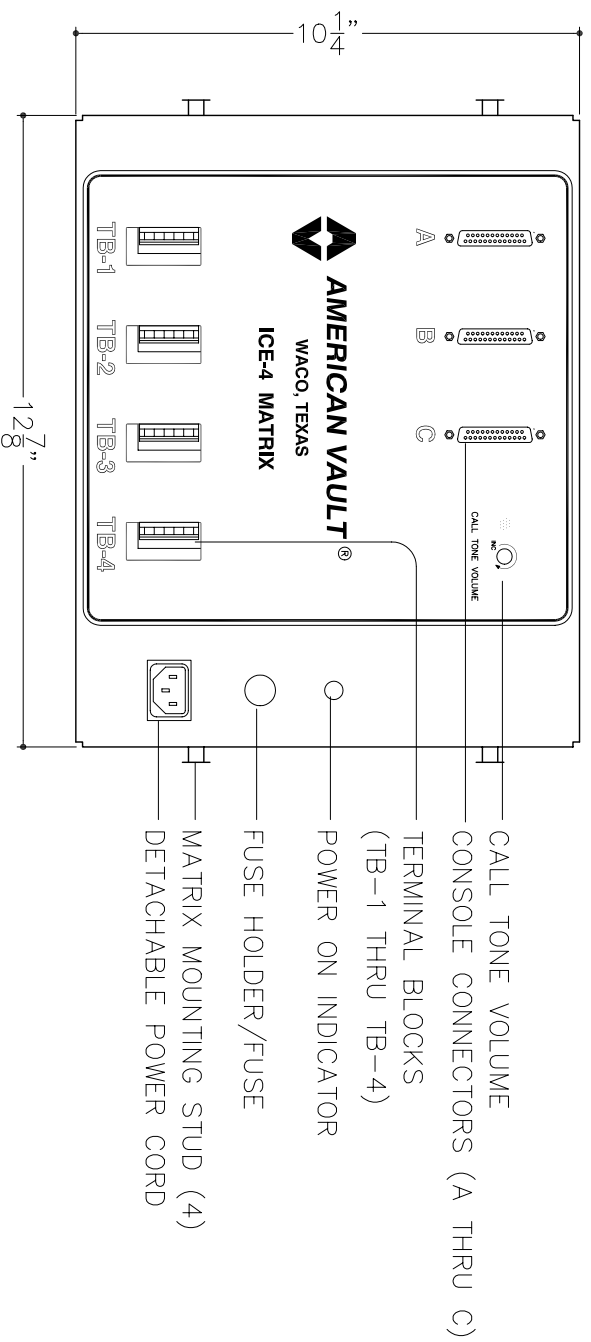 10 1/4"
12 7/8"
A
B
C
INC
CALL TONE VOLUME
AMERICAN VAULT®
WACO, TEXAS
ICE-4 MATRIX
TB-1
TB-2
TB-3
TB-4
CALL TONE VOLUME
CONSOLE CONNECTORS (A THRU C)
TERMINAL BLOCKS
(TB-1 THRU TB-4)
POWER ON INDICATOR
FUSE HOLDER/FUSE
MATRIX MOUNTING STUD (4)
DETACHABLE POWER CORD